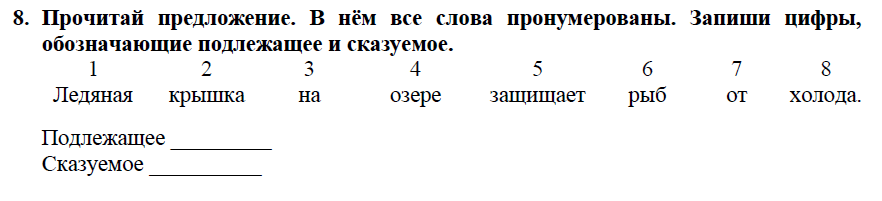 8. Прочитай предложение. В нём все слова пронумерованы. Запиши цифры,
обозначающие подлежащее и сказуемое.
1 2 3 4 5 6 7 8
Ледяная крышка на озере защищает рыб от холода.
Подлежащее _________
Сказуемое __________